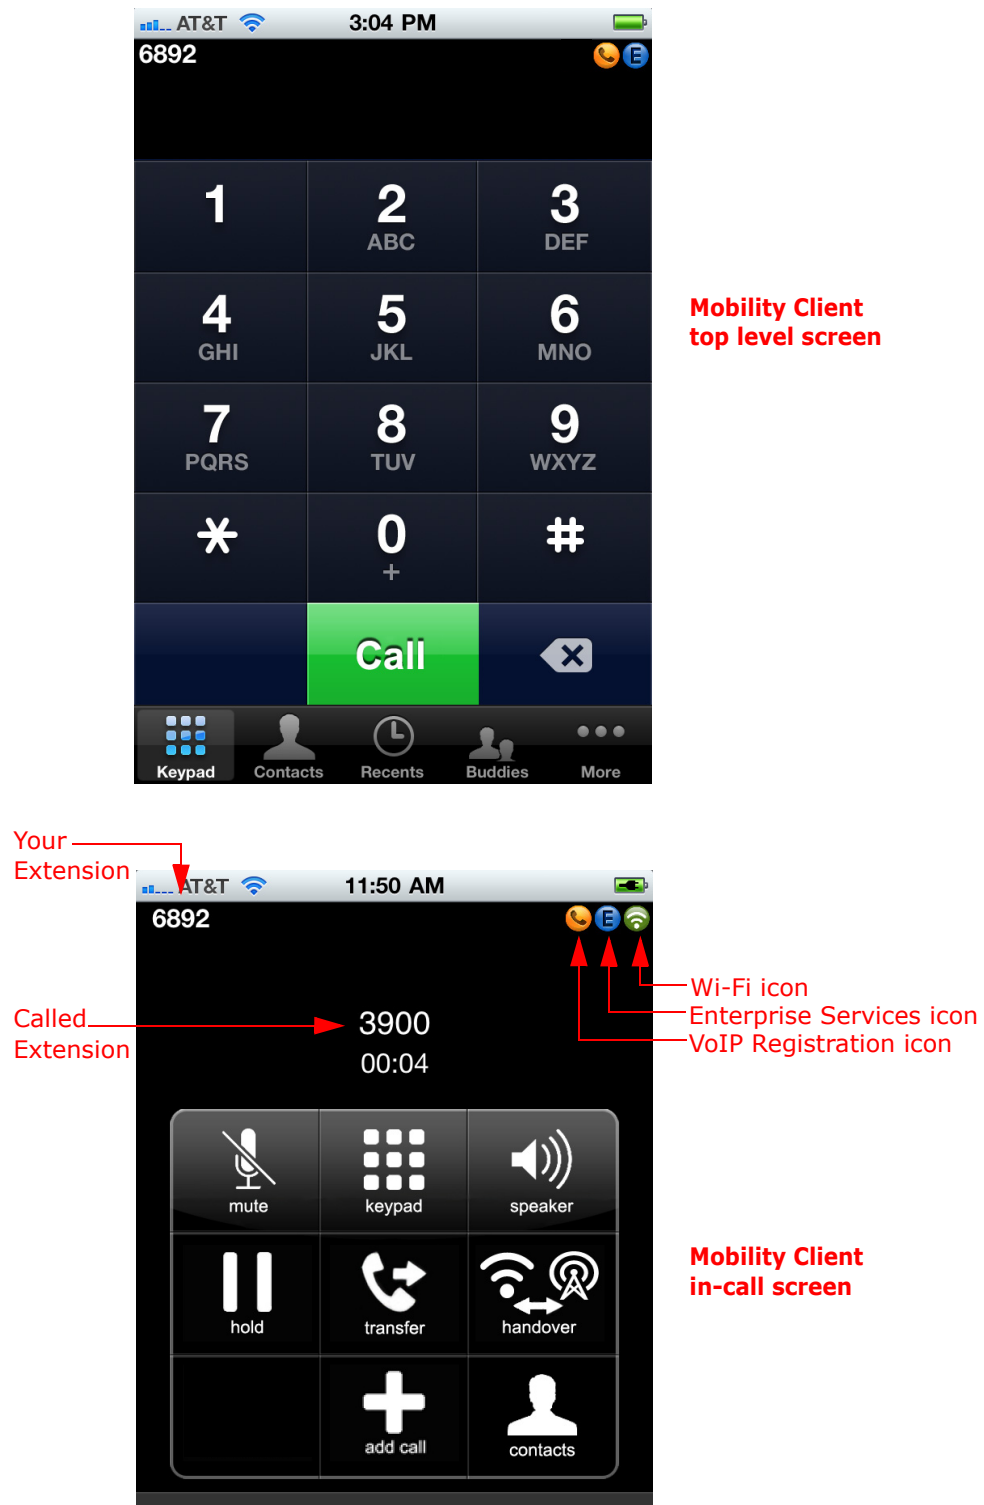 AT&T 3:04 PM
6892
E
1 2 3
ABC DEF
4 5 6
GHI JKL MNO
7 8 9
PQRS TUV WXYZ
* 0 #
+
Call
Keypad Contacts Recents Buddies More
Mobility Client
top level screen
Your
Extension
AT&T 11:50 AM
6892
E
Wi-Fi icon
Enterprise Services icon
VoIP Registration icon
Called
Extension
3900
00:04
mute keypad speaker
hold transfer handover
add call contacts
Mobility Client
in-call screen